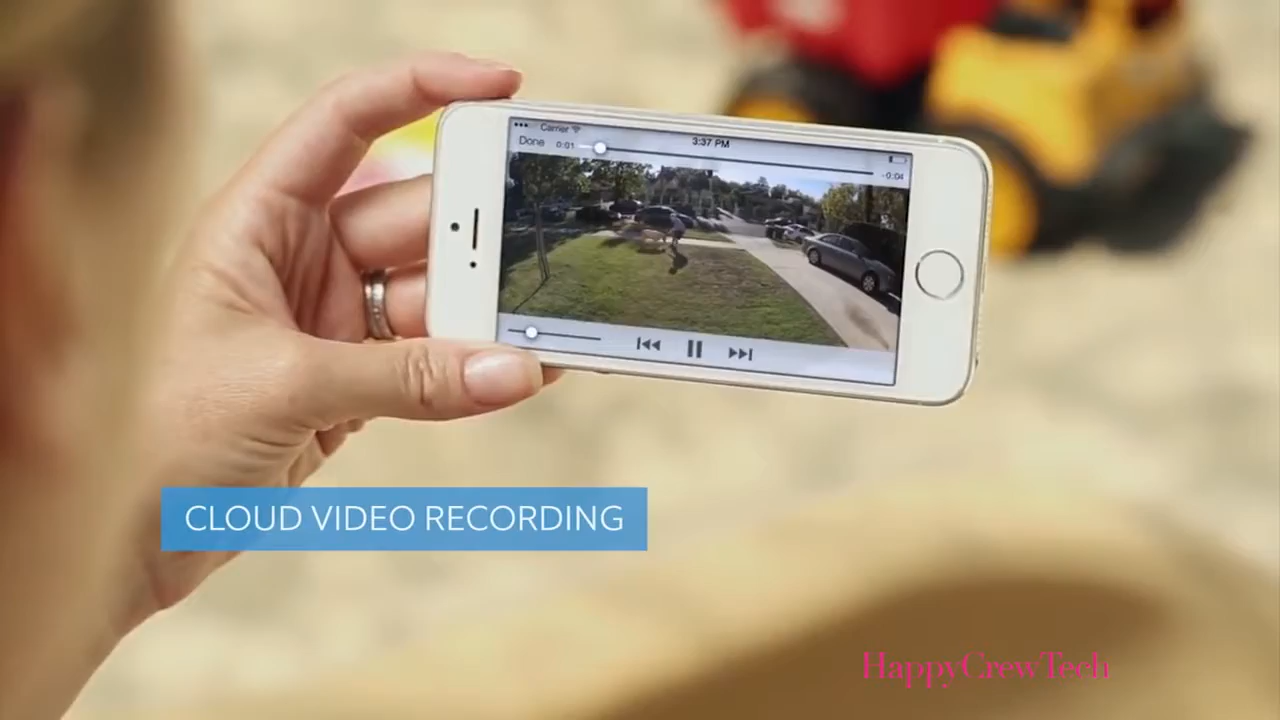 Carrier
3:37 PM
Done 0:01
-0:04
CLOUD VIDEO RECORDING
HappyCrewTech